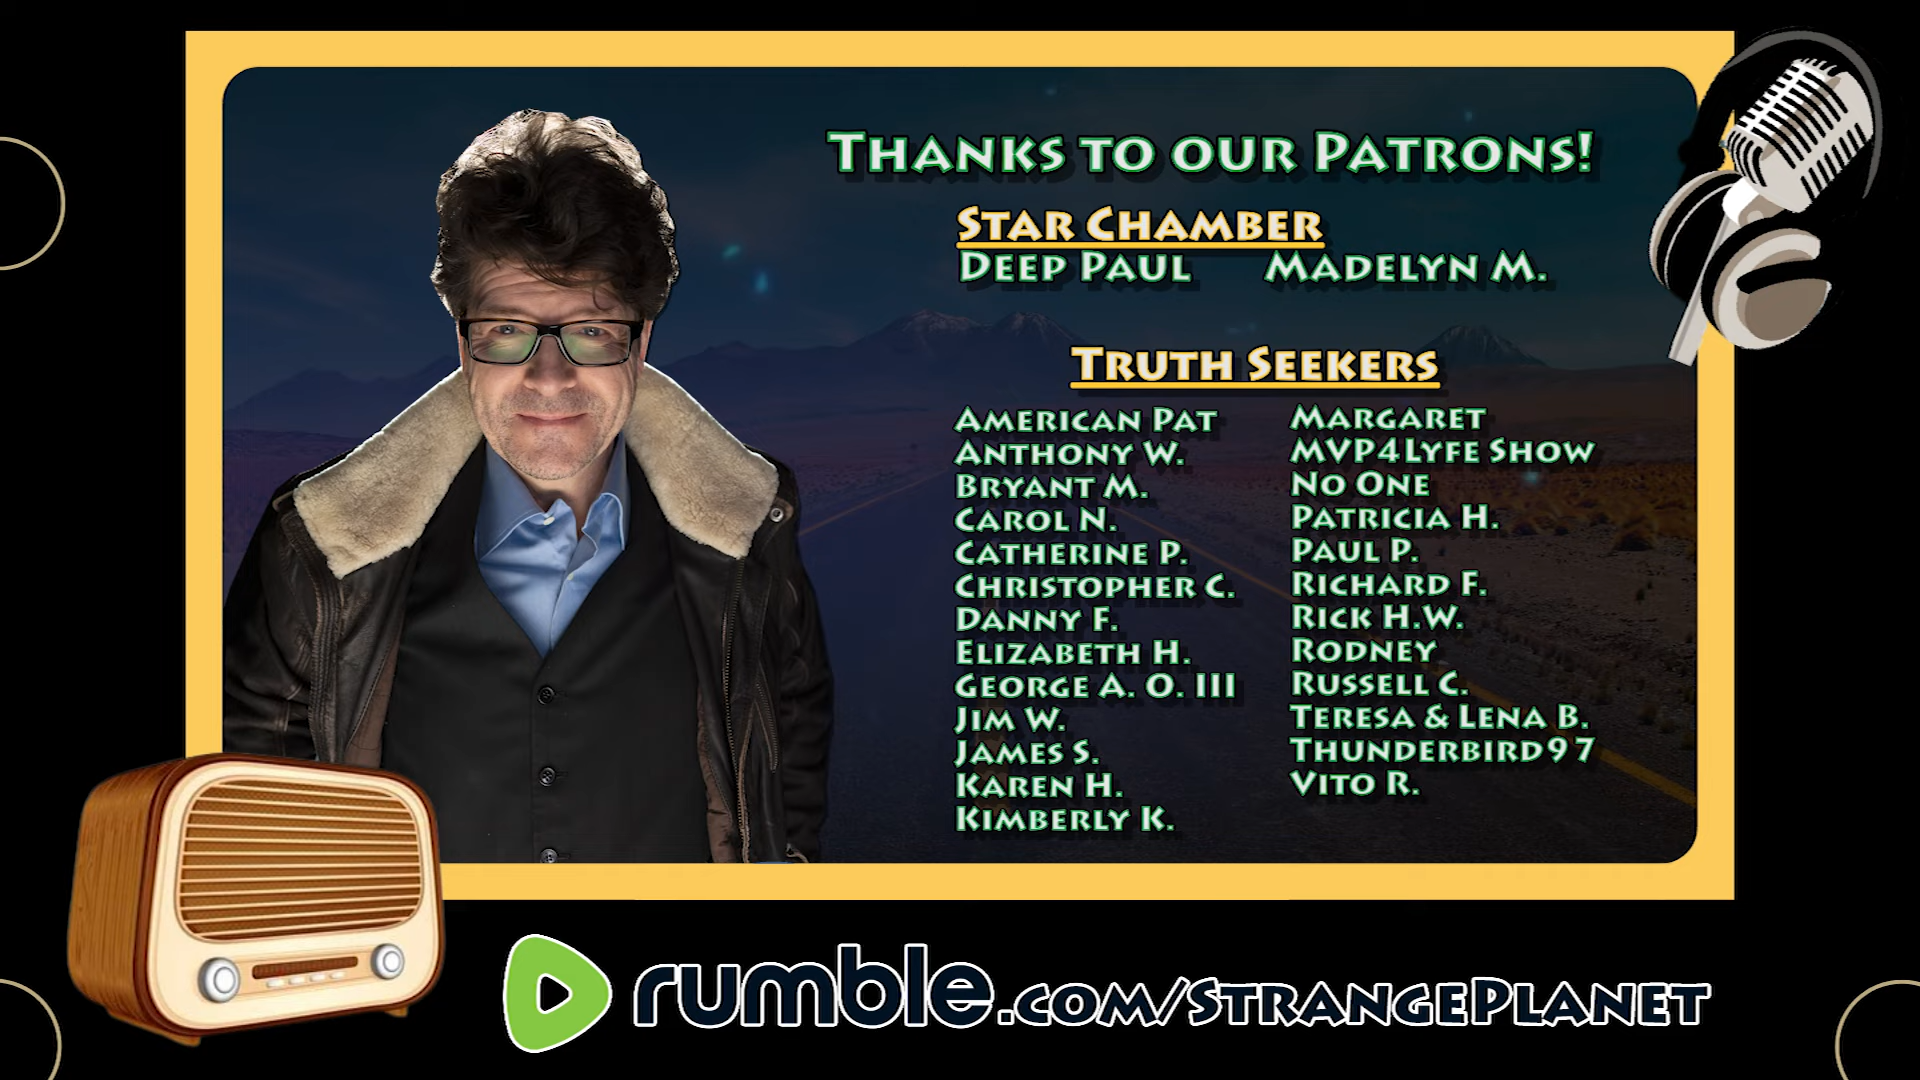 Thanks to our Patrons!
Star Chamber
Deep Paul Madelyn M.
Truth Seekers
American Pat
Anthony W.
Bryant M.
Carol N.
Catherine P.
Christopher C.
Danny F.
Elizabeth H.
George A. O. III
Jim W.
James S.
Karen H.
Kimberly K.
Margaret
MVP4Lyfe Show
No One
Patricia H.
Paul P.
Richard F.
Rick H.W.
Rodney
Russell C.
Teresa & Lena B.
Thunderbird97
Vito R.
rumble.com/strangePlanet